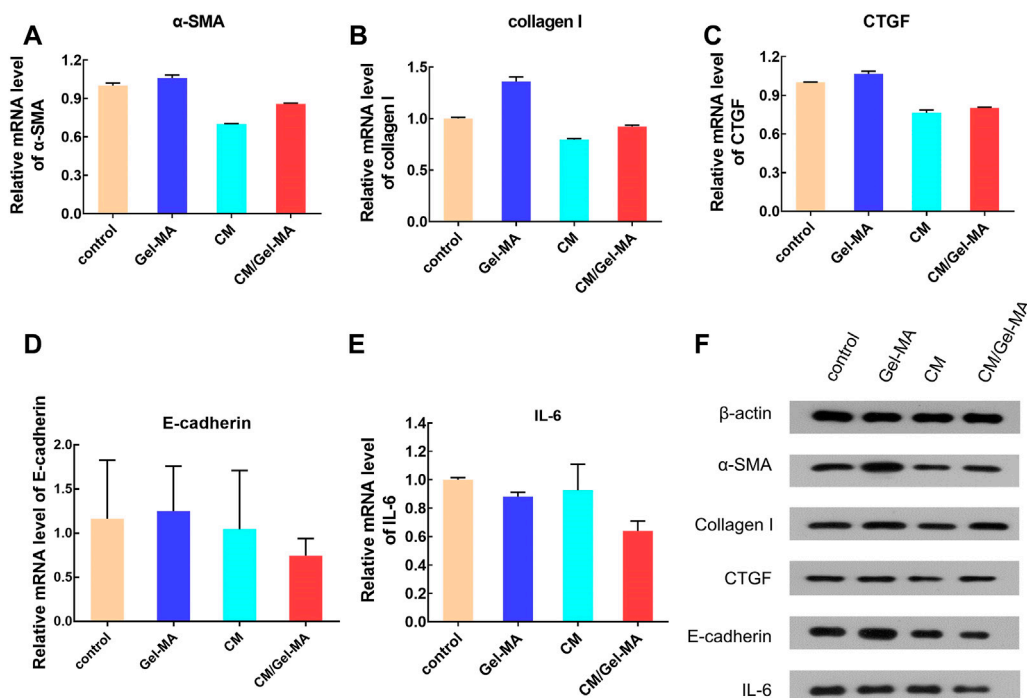 A
α-SMA
Relative mRNA level
of α-SMA
1.2
0.9
0.6
0.3
0.0
control
Gel-MA
CM
CM/Gel-MA
B
collagen I
Relative mRNA level
of collagen I
1.5
1.0
0.5
0.0
control
Gel-MA
CM
CM/Gel-MA
C
CTGF
Relative mRNA level
of CTGF
1.2
0.9
0.6
0.3
0.0
control
Gel-MA
CM
CM/Gel-MA
D
E-cadherin
Relative mRNA level of E-cadherin
2.0
1.5
1.0
0.5
0.0
control
Gel-MA
CM
CM/Gel-MA
E
IL-6
Relative mRNA level
of IL-6
1.4
1.2
1.0
0.8
0.6
0.4
0.2
0.0
control
Gel-MA
CM
CM/Gel-MA
F
control
Gel-MA
CM
CM/Gel-MA
β-actin
α-SMA
Collagen I
CTGF
E-cadherin
IL-6